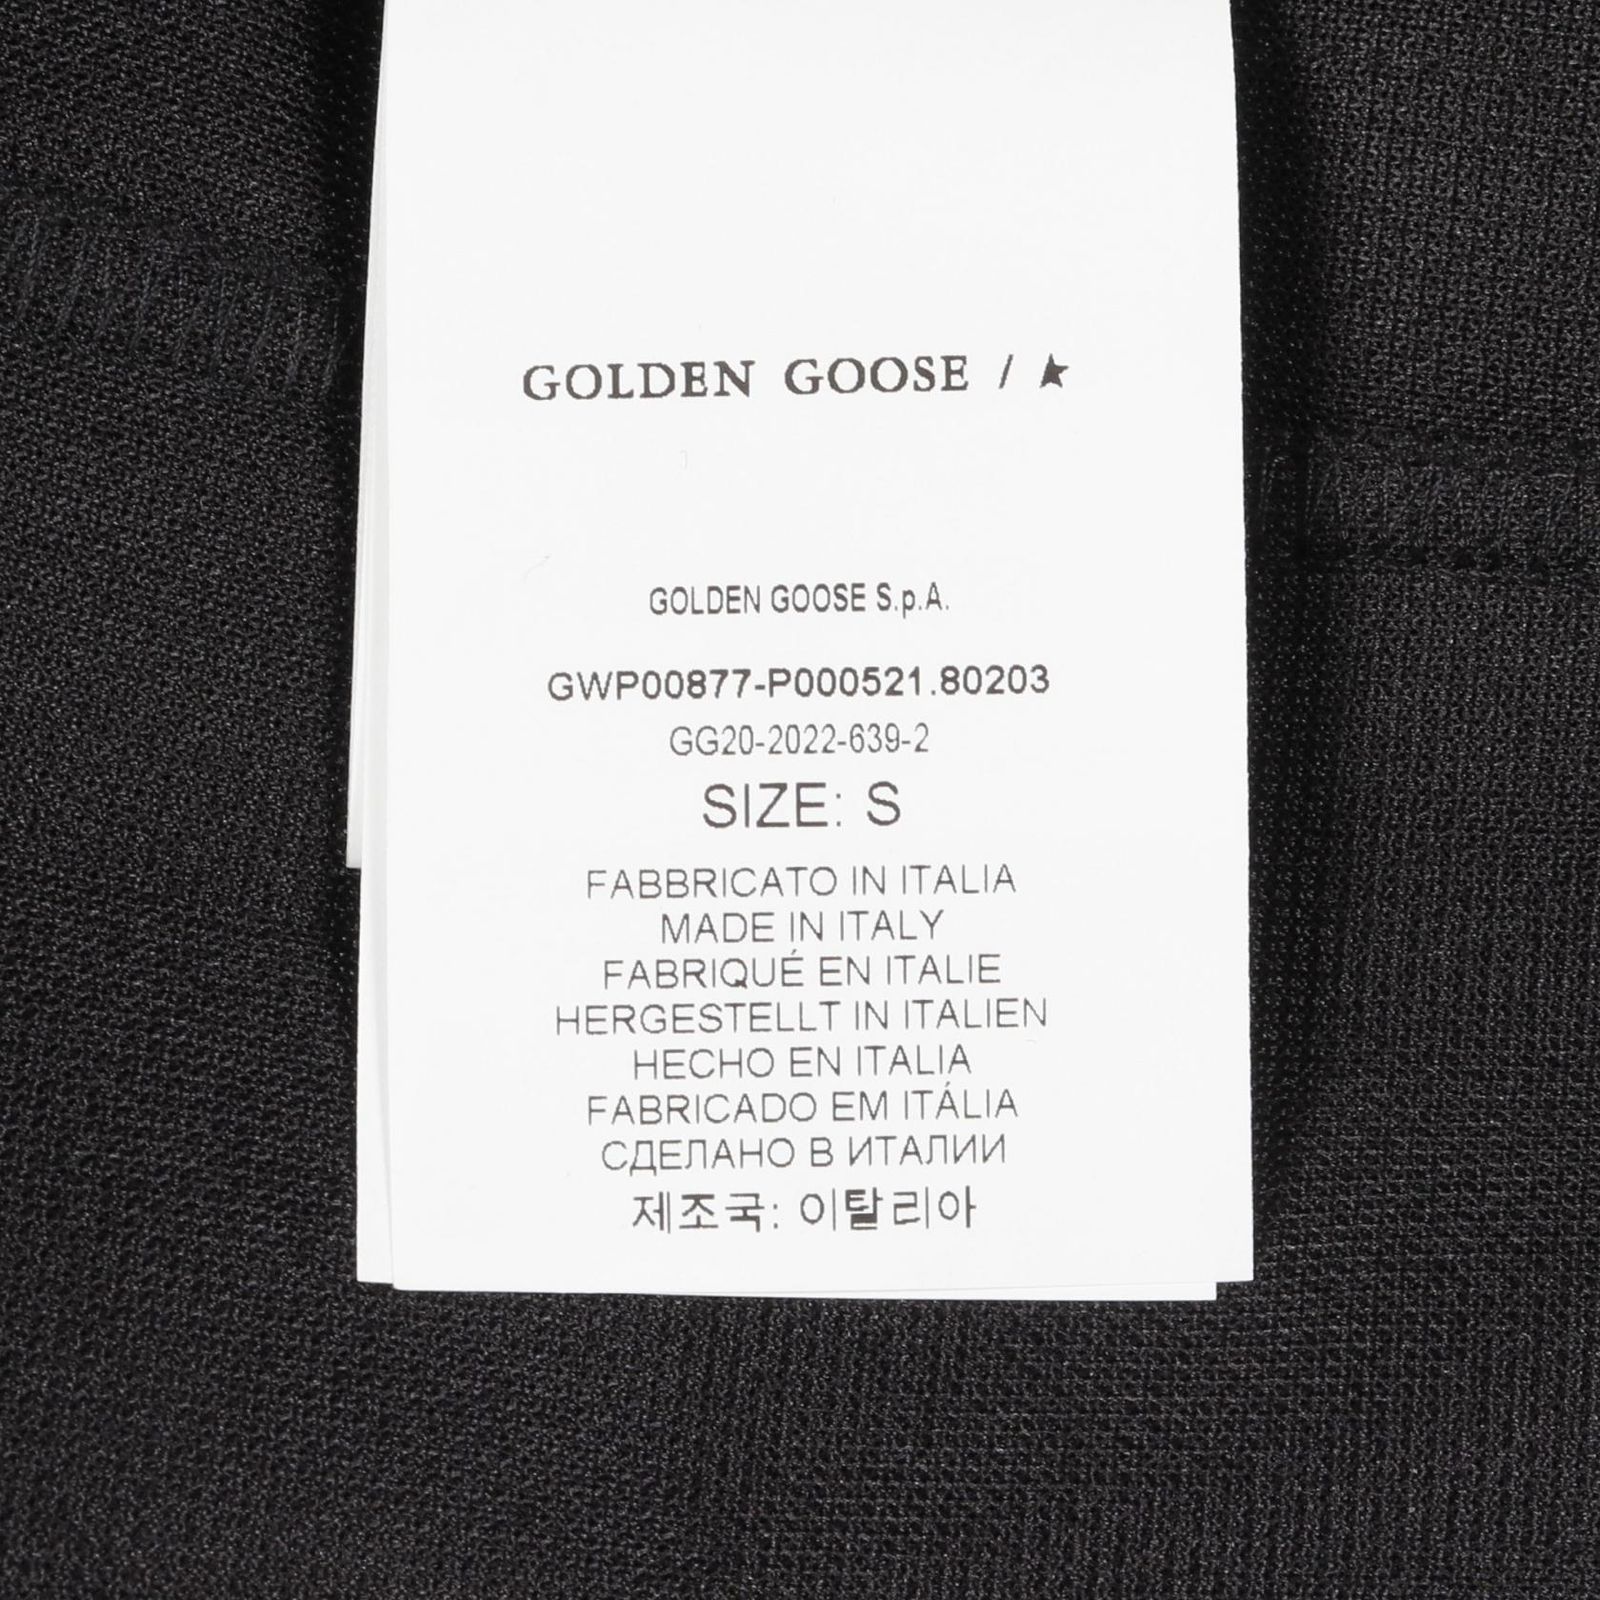 GOLDEN GOOSE / ★
GOLDEN GOOSE S.p.A.
GWP00877-P000521.80203
GG20-2022-639-2
SIZE: S
FABBRICATO IN ITALIA
MADE IN ITALY
FABRIQUÉ EN ITALIE
HERGESTELLT IN ITALIEN
HECHO EN ITALIA
FABRICADO EM ITÁLIA
СДЕЛАНО В ИТАЛИИ
제조국: 이탈리아